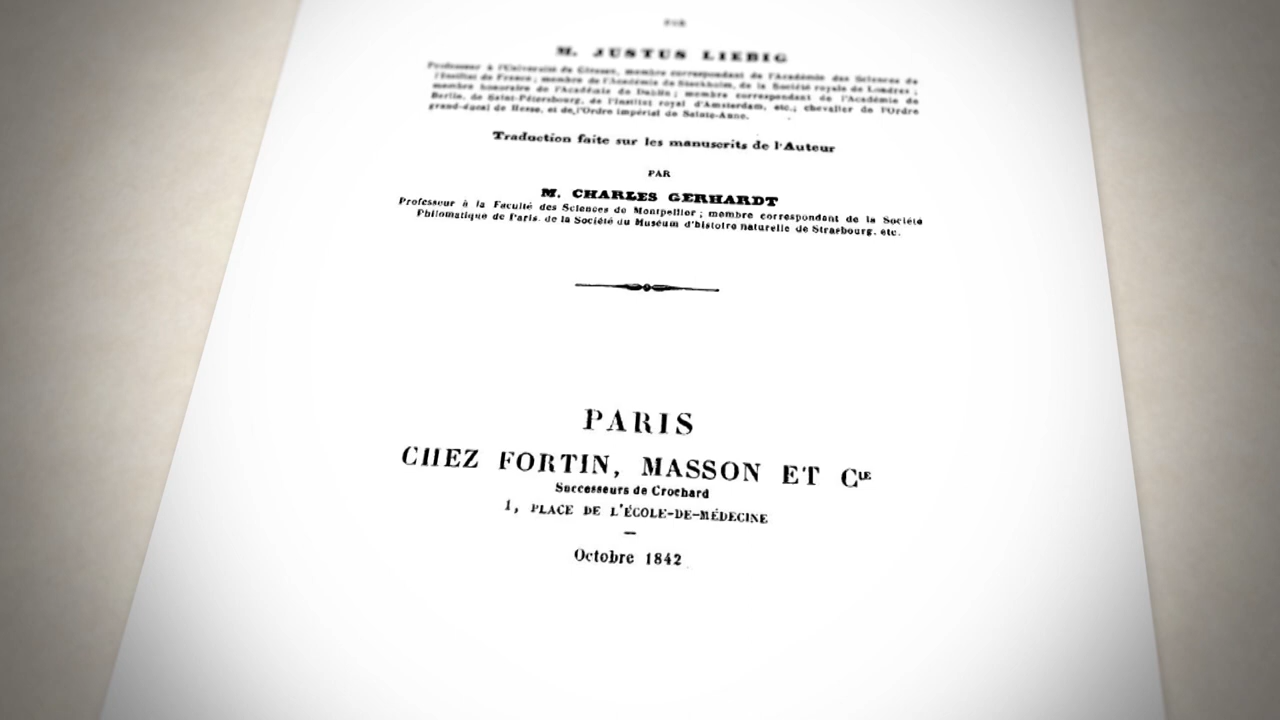 PAR
M. JUSTUS LIEBIG
Professeur à l'Université de Giessen, membre correspondant de l'Académie des Sciences de
l'Institut de France ; membre de l'Académie de Stockholm, de la Société royale de Londres ;
membre honoraire de l'Académie de Dublin ; membre correspondant de l'Académie de
Berlin, de Saint-Pétersbourg, de l'Institut royal d'Amsterdam, etc.; chevalier de l'Ordre
grand-ducal de Hesse, et de l'Ordre impérial de Sainte-Anne.
Traduction faite sur les manuscrits de l'Auteur
PAR
M. CHARLES GERHARDT
Professeur à la Faculté des Sciences de Montpellier ; membre correspondant de la Société
Philomatique de Paris, de la Société du Muséum d'histoire naturelle de Strasbourg, etc.
PARIS
CHEZ FORTIN, MASSON ET Cie
Successeurs de Crochard
1, PLACE DE L'ÉCOLE-DE-MÉDECINE
Octobre 1842